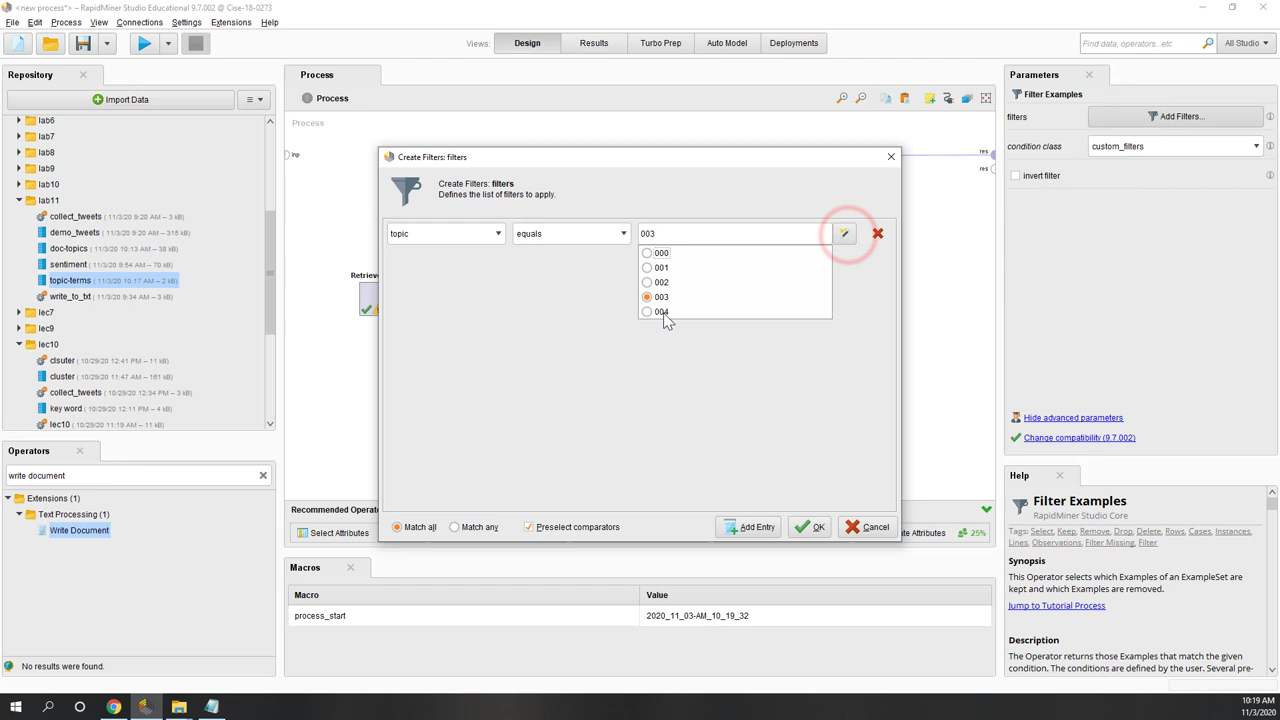 <new process*> – RapidMiner Studio Educational 9.7.002 @ Cise-18-0273
File Edit Process View Connections Settings Extensions Help
Views: Design Results Turbo Prep Auto Model Deployments
Find data, operators...etc
All Studio
Repository
Import Data
lab6
lab7
lab8
lab9
lab10
lab11
collect_tweets ( 11/3/20 9:20 AM – 3 kB)
demo_tweets ( 11/3/20 9:20 AM – 315 kB)
doc-topics ( 11/3/20 10:13 AM – 38 kB)
sentiment ( 11/3/20 9:54 AM – 70 kB)
topic-terms ( 11/3/20 10:17 AM – 2 kB)
write_to_txt ( 11/3/20 9:34 AM – 3 kB)
lec7
lec9
lec10
clsuter ( 10/29/20 12:41 PM – 11 kB)
cluster ( 10/29/20 11:47 AM – 161 kB)
collect_tweets ( 10/29/20 12:34 PM – 3 kB)
key word ( 10/29/20 12:11 PM – 4 kB)
lec10 ( 10/29/20 11:19 AM – 11 kB)
Operators
write document
Extensions (1)
Text Processing (1)
Write Document
No results were found.
Process
Process
Process
inp
res
res
Retrieve
Create Filters: filters
Create Filters: filters
Defines the list of filters to apply.
topic
equals
003
000
001
002
003
004
Match all
Match any
Preselect comparators
Add Entry
OK
Cancel
Recommended Operators
Select Attributes
Attributes
25%
Macros
Macro
Value
process_start
2020_11_03-AM_10_19_32
Parameters
Filter Examples
filters
Add Filters...
condition class
custom_filters
invert filter
Hide advanced parameters
Change compatibility (9.7.002)
Help
Filter Examples
RapidMiner Studio Core
Tags: Select, Keep, Remove, Drop, Delete, Rows, Cases, Instances,
Lines, Observations, Filter Missing, Filter
Synopsis
This Operator selects which Examples of an ExampleSet are
kept and which Examples are removed.
Jump to Tutorial Process
Description
The Operator returns those Examples that match the given
condition. The conditions are defined by the user. Several pre-
10:19 AM
11/3/2020